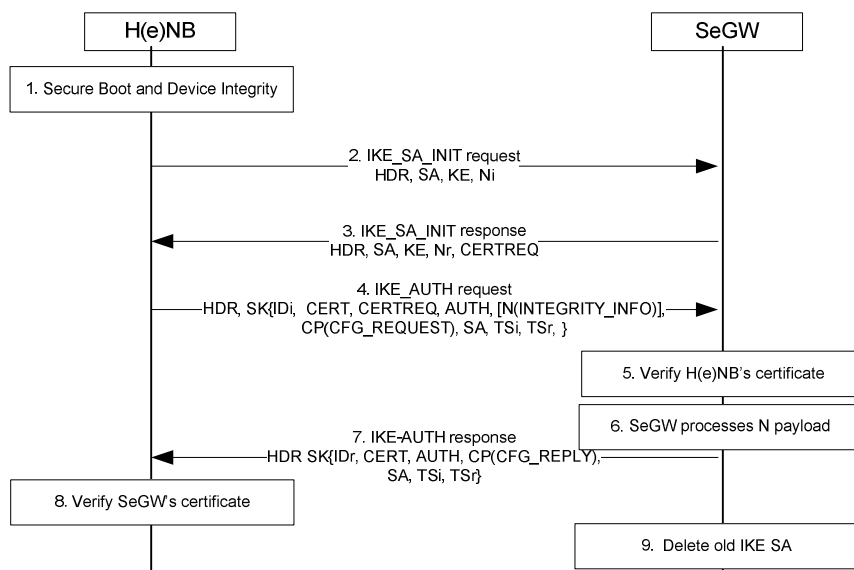 H(e)NB
SeGW
1. Secure Boot and Device Integrity
2. IKE_SA_INIT request
HDR, SA, KE, Ni
3. IKE_SA_INIT response
HDR, SA, KE, Nr, CERTREQ
4. IKE_AUTH request
HDR, SK{IDi, CERT, CERTREQ, AUTH, [N(INTEGRITY_INFO)],
CP(CFG_REQUEST), SA, TSi, TSr, }
5. Verify H(e)NB's certificate
6. SeGW processes N payload
7. IKE-AUTH response
HDR SK{IDr, CERT, AUTH, CP(CFG_REPLY),
SA, TSi, TSr}
8. Verify SeGW's certificate
9. Delete old IKE SA